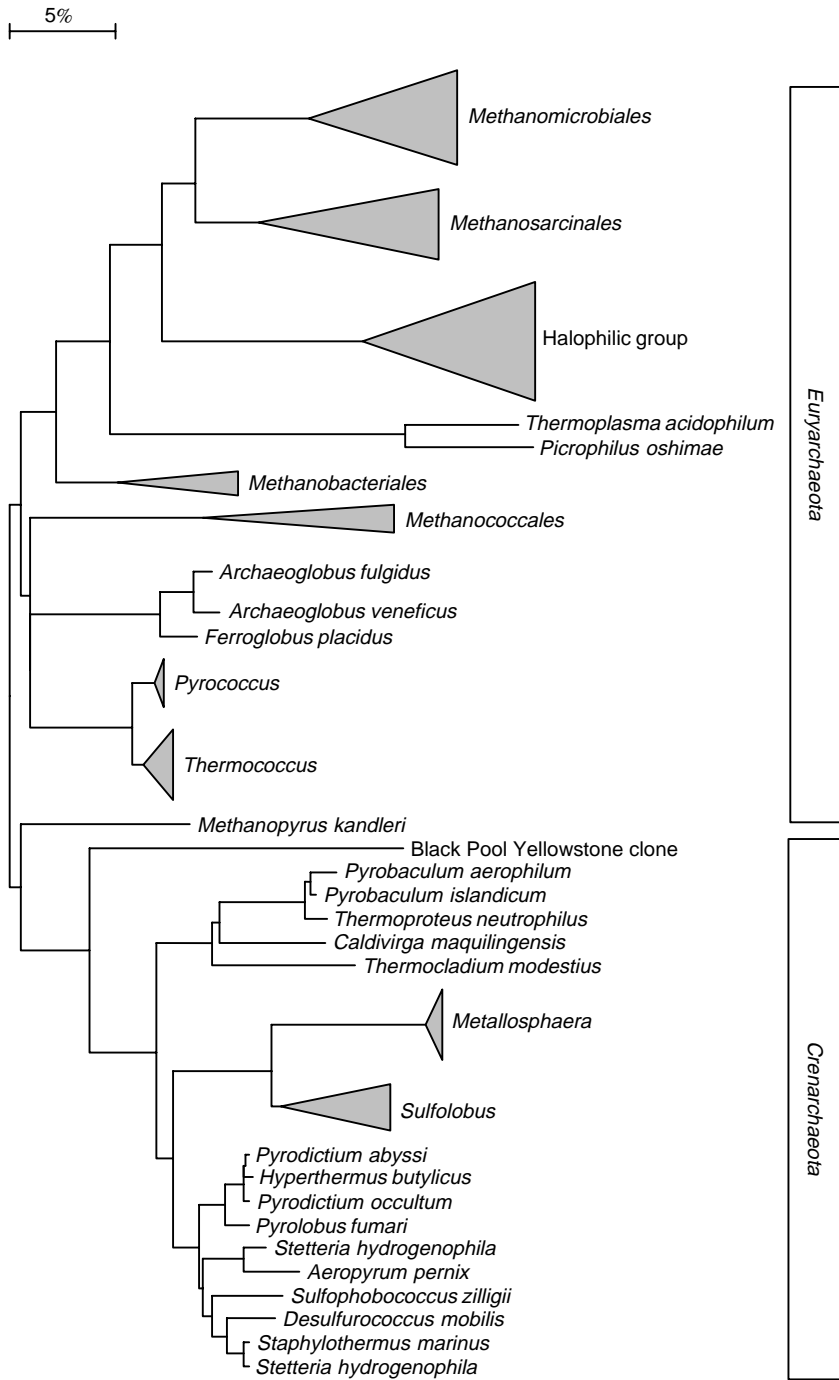 5%
Methanomicrobiales
Methanosarcinales
Halophilic group
Thermoplasma acidophilum
Picrophilus oshimae
Methanobacteriales
Methanococcales
Archaeoglobus fulgidus
Archaeoglobus veneficus
Ferroglobus placidus
Pyrococcus
Thermococcus
Methanopyrus kandleri
Euryarchaeota
Black Pool Yellowstone clone
Pyrobaculum aerophilum
Pyrobaculum islandicum
Thermoproteus neutrophilus
Caldivirga maquilingensis
Thermocladium modestius
Metallosphaera
Sulfolobus
Pyrodictium abyssi
Hyperthermus butylicus
Pyrodictium occultum
Pyrolobus fumari
Stetteria hydrogenophila
Aeropyrum pernix
Sulfophobococcus zilligii
Desulfurococcus mobilis
Staphylothermus marinus
Stetteria hydrogenophila
Crenarchaeota